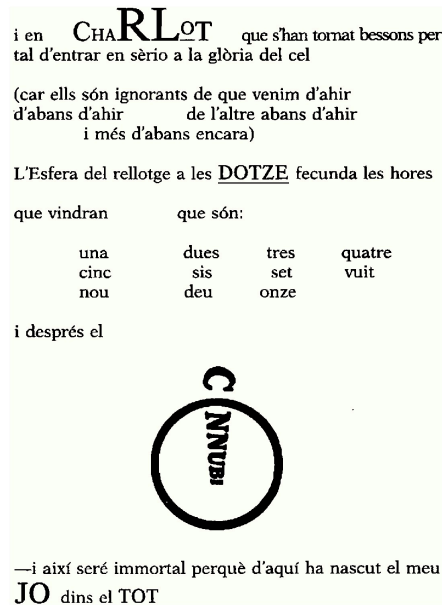 i en CHARLOT que s'han tornat bessons per
tal d'entrar en sèrio a la glòria del cel
(car ells són ignorants de que venim d'ahir
d'abans d'ahir de l'altre abans d'ahir
i més d'abans encara)
L'Esfera del rellotge a les DOTZE fecunda les hores
que vindran que són:
una dues tres quatre
cinc sis set vuit
nou deu onze
i després el
C NNUBI
—i així seré immortal perquè d'aquí ha nascut el meu
JO dins el TOT